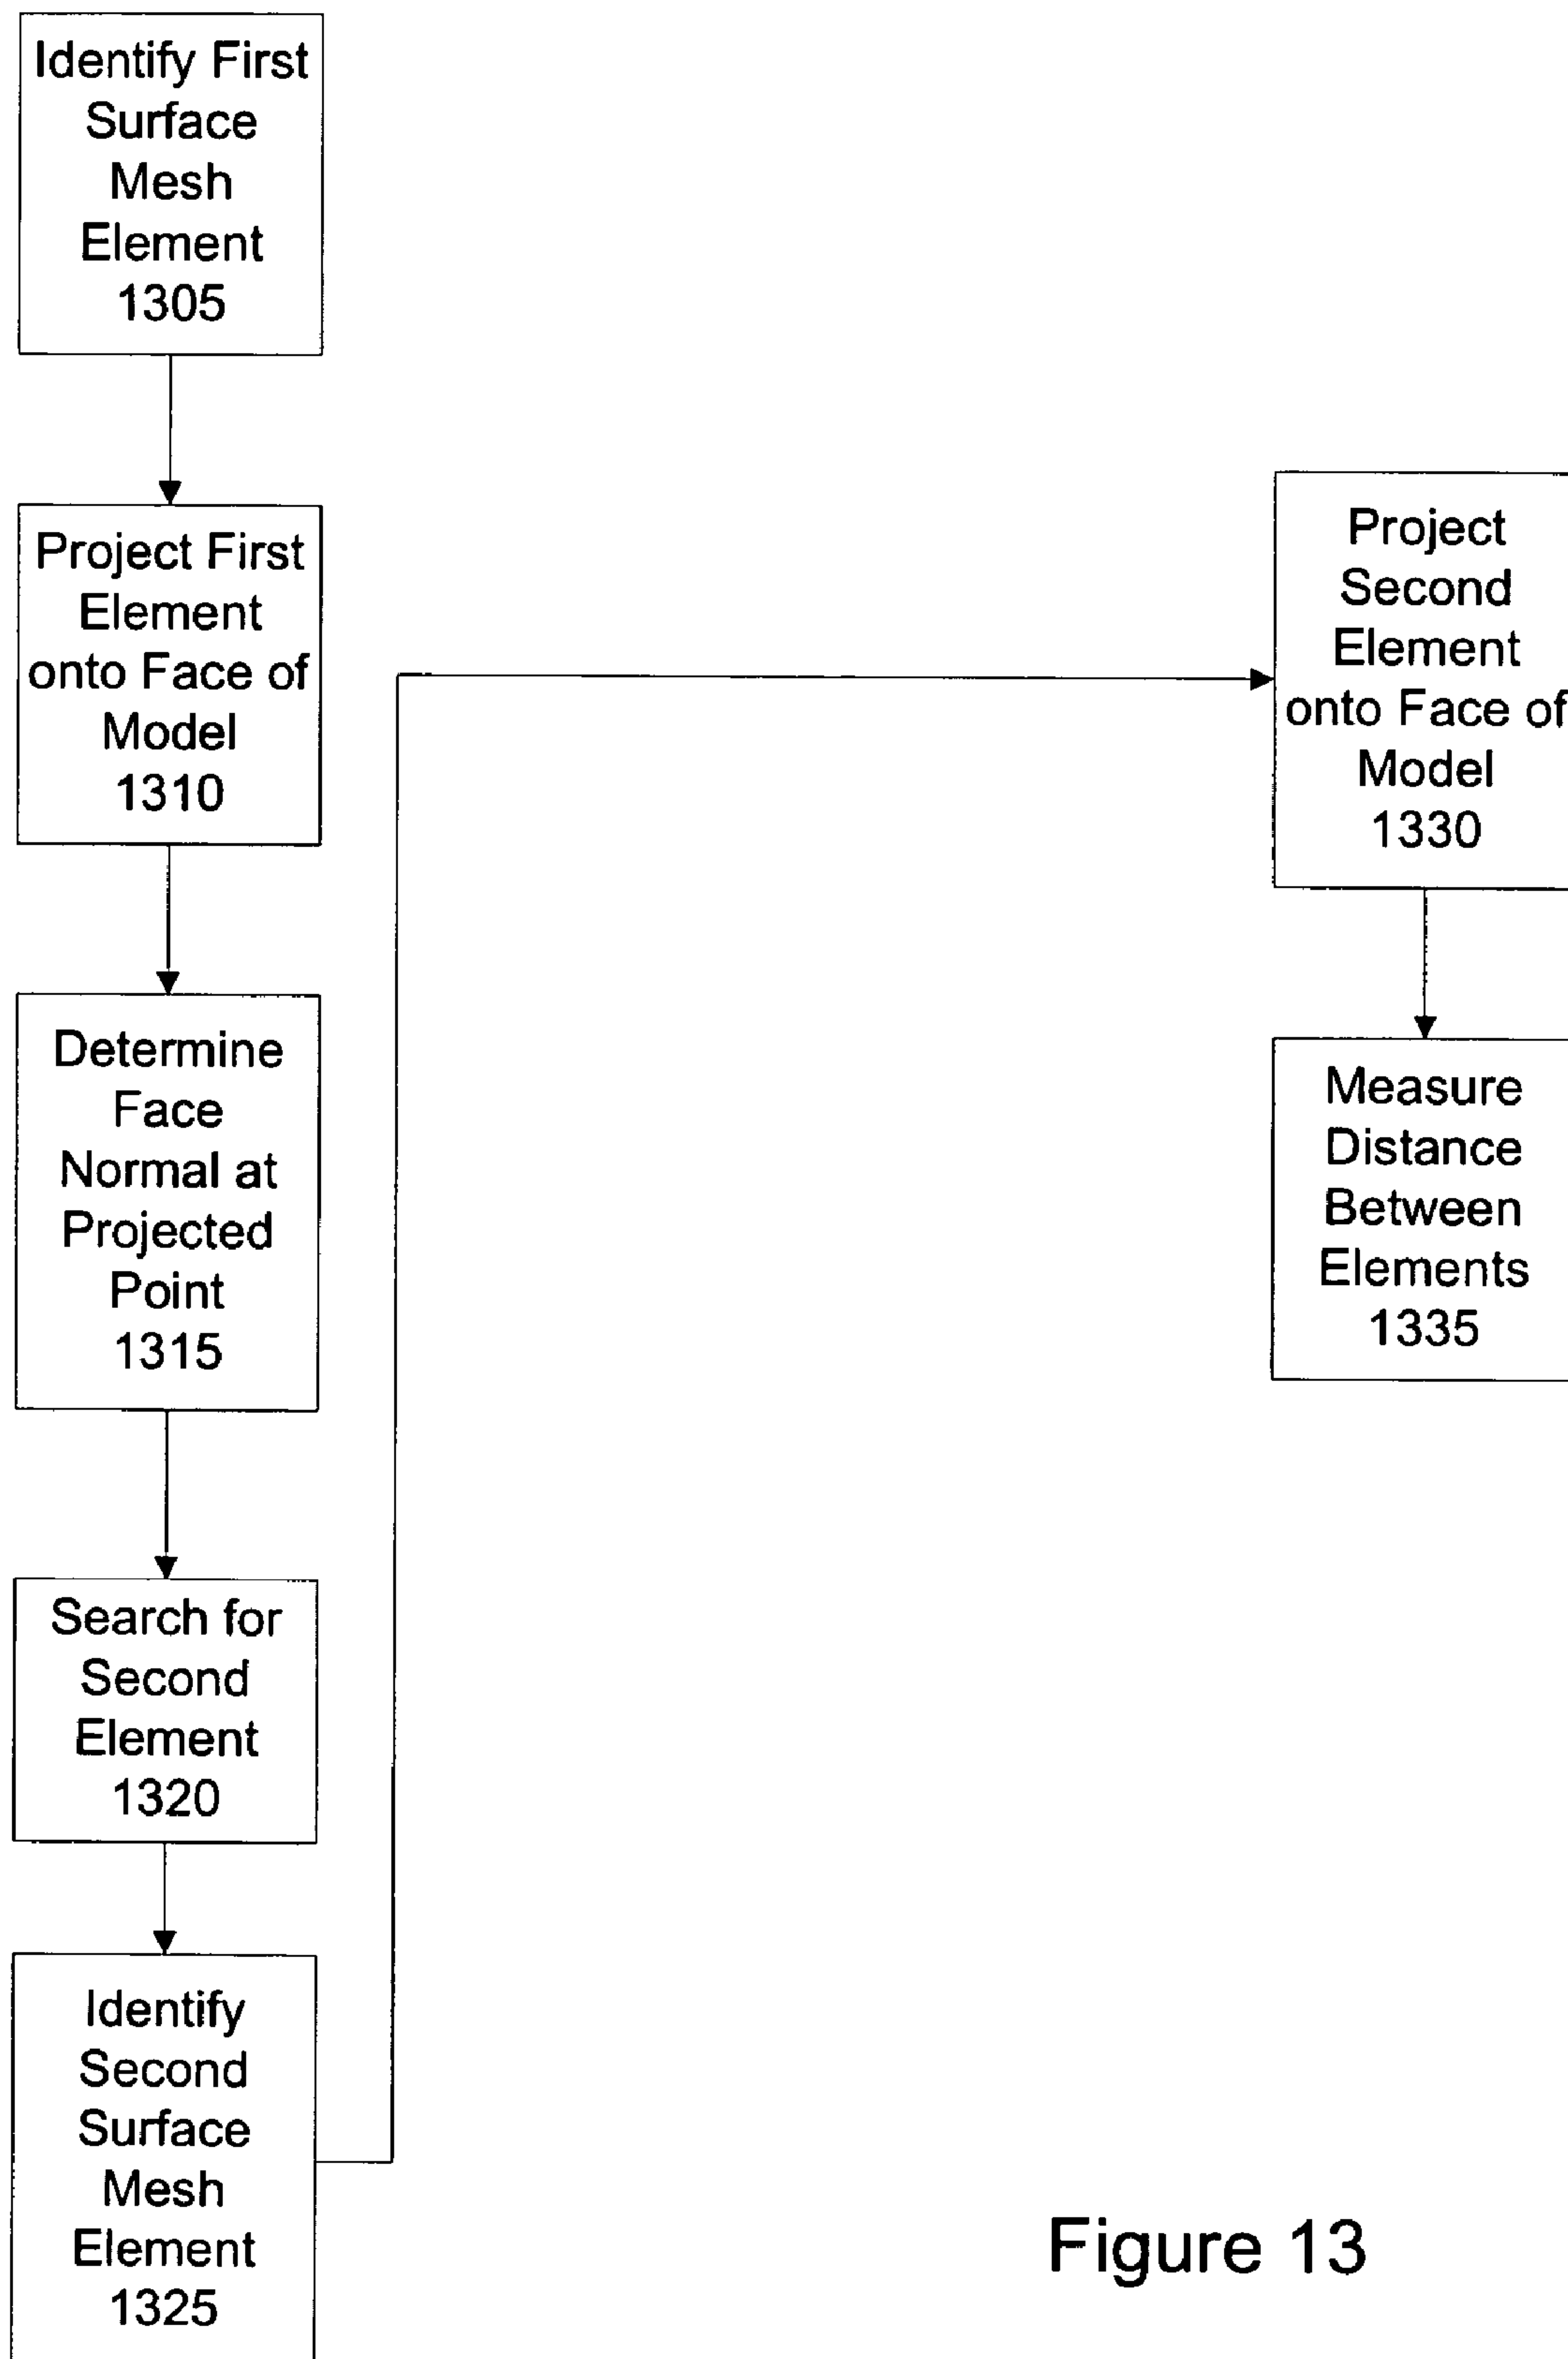 Identify First
Surface
Mesh
Element
1305
Project First
Element
onto Face of
Model
1310
Determine
Face
Normal at
Projected
Point
1315
Search for
Second
Element
1320
Identify
Second
Surface
Mesh
Element
1325
Project
Second
Element
onto Face of
Model
1330
Measure
Distance
Between
Elements
1335
Figure 13